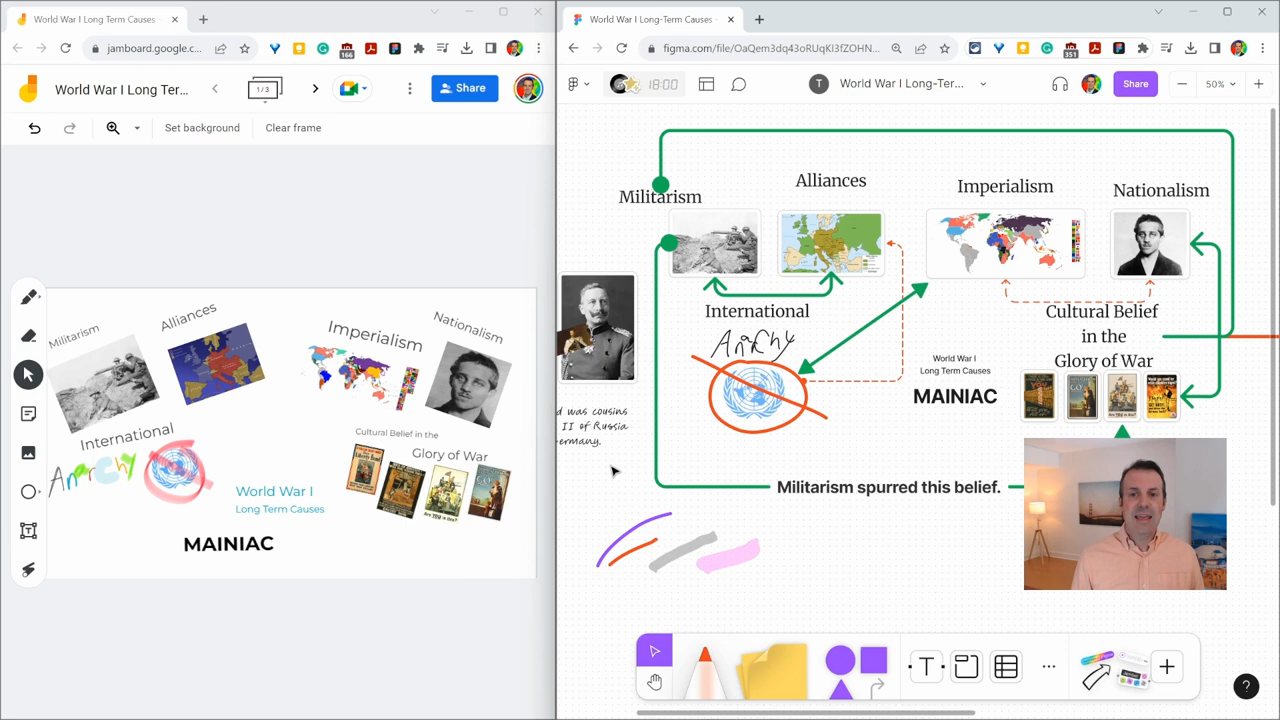 World War I Long Term Causes
jamboard.google.c...
166
World War I Long Ter...
1/3
Share
Set background
Clear frame
Militarism
Alliances
Imperialism
Nationalism
International
Anarchy
Cultural Belief in the
Glory of War
World War I
Long Term Causes
MAINIAC
World War I Long-Term Causes -
figma.com/file/OaQem3dq43oRUqKl3fZOHN...
351
18:00
T
World War I Long-Ter...
Share
50%
Militarism
Alliances
Imperialism
Nationalism
International
Anarchy
Cultural Belief
in the
Glory of War
World War I
Long Term Causes
MAINIAC
d was cousins
II of Russia
ermany.
Militarism spurred this belief.
T
?